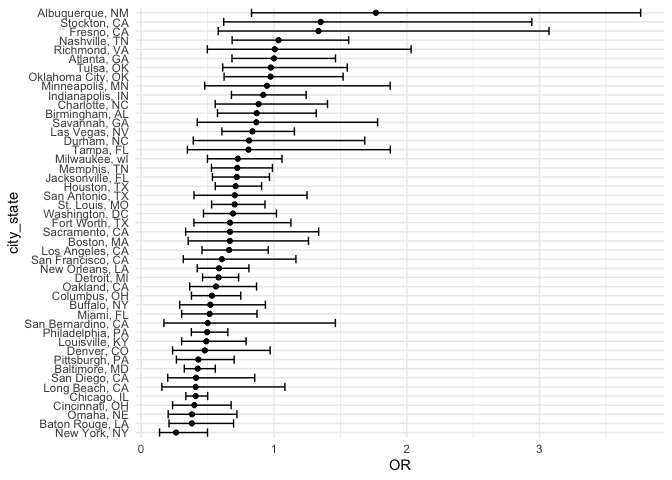 Albuquerque, NM
Stockton, CA
Fresno, CA
Nashville, TN
Richmond, VA
Atlanta, GA
Tulsa, OK
Oklahoma City, OK
Minneapolis, MN
Indianapolis, IN
Charlotte, NC
Birmingham, AL
Savannah, GA
Las Vegas, NV
Durham, NC
Tampa, FL
Milwaukee, wI
Memphis, TN
Jacksonville, FL
Houston, TX
San Antonio, TX
St. Louis, MO
Washington, DC
Fort Worth, TX
Sacramento, CA
Boston, MA
Los Angeles, CA
San Francisco, CA
New Orleans, LA
Detroit, MI
Oakland, CA
Columbus, OH
Buffalo, NY
Miami, FL
San Bernardino, CA
Philadelphia, PA
Louisville, KY
Denver, CO
Pittsburgh, PA
Baltimore, MD
San Diego, CA
Long Beach, CA
Chicago, IL
Cincinnati, OH
Omaha, NE
Baton Rouge, LA
New York, NY
city_state
0 1 2 3
OR